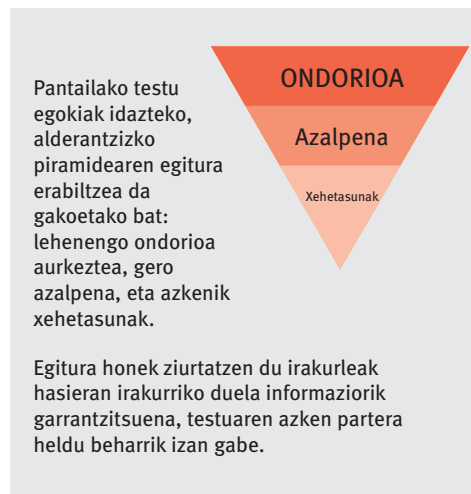 Pantailako testu
egokiak idazteko,
alderantzizko
piramidearen egitura
erabiltzea da
gakoetako bat:
lehenengo ondorioa
aurkeztea, gero
azalpena, eta azkenik
xehetasunak.
ONDORIOA
Azalpena
Xehetasunak
Egitura honek ziurtatzen du irakurleak
hasieran irakurriko duela informaziorik
garrantzitsuena, testuaren azken partera
heldu beharrik izan gabe.